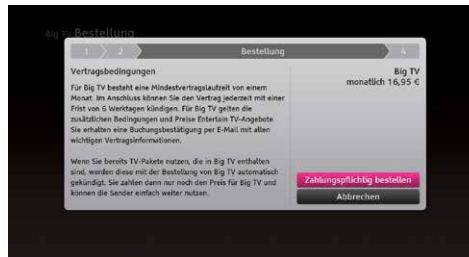 Big TV Bestellung
1 2 Bestellung 4
Vertragsbedingungen
Für Big TV besteht eine Mindestvertragslaufzeit von einem
Monat. Im Anschluss können Sie den Vertrag jederzeit mit einer
Frist von 6 Werktagen kündigen. Für Big TV gelten die
zusätzlichen Bedingungen und Preise Entertain TV-Angebote.
Sie erhalten eine Buchungsbestätigung per E-Mail mit allen
wichtigen Vertragsinformationen.
Wenn Sie bereits TV-Pakete nutzen, die in Big TV enthalten
sind, werden diese mit der Bestellung von Big TV automatisch
gekündigt. Sie zahlen dann nur noch den Preis für Big TV und
können die Sender einfach weiter nutzen.
Big TV
monatlich 16,95 €
Zahlungspflichtig bestellen
Abbrechen